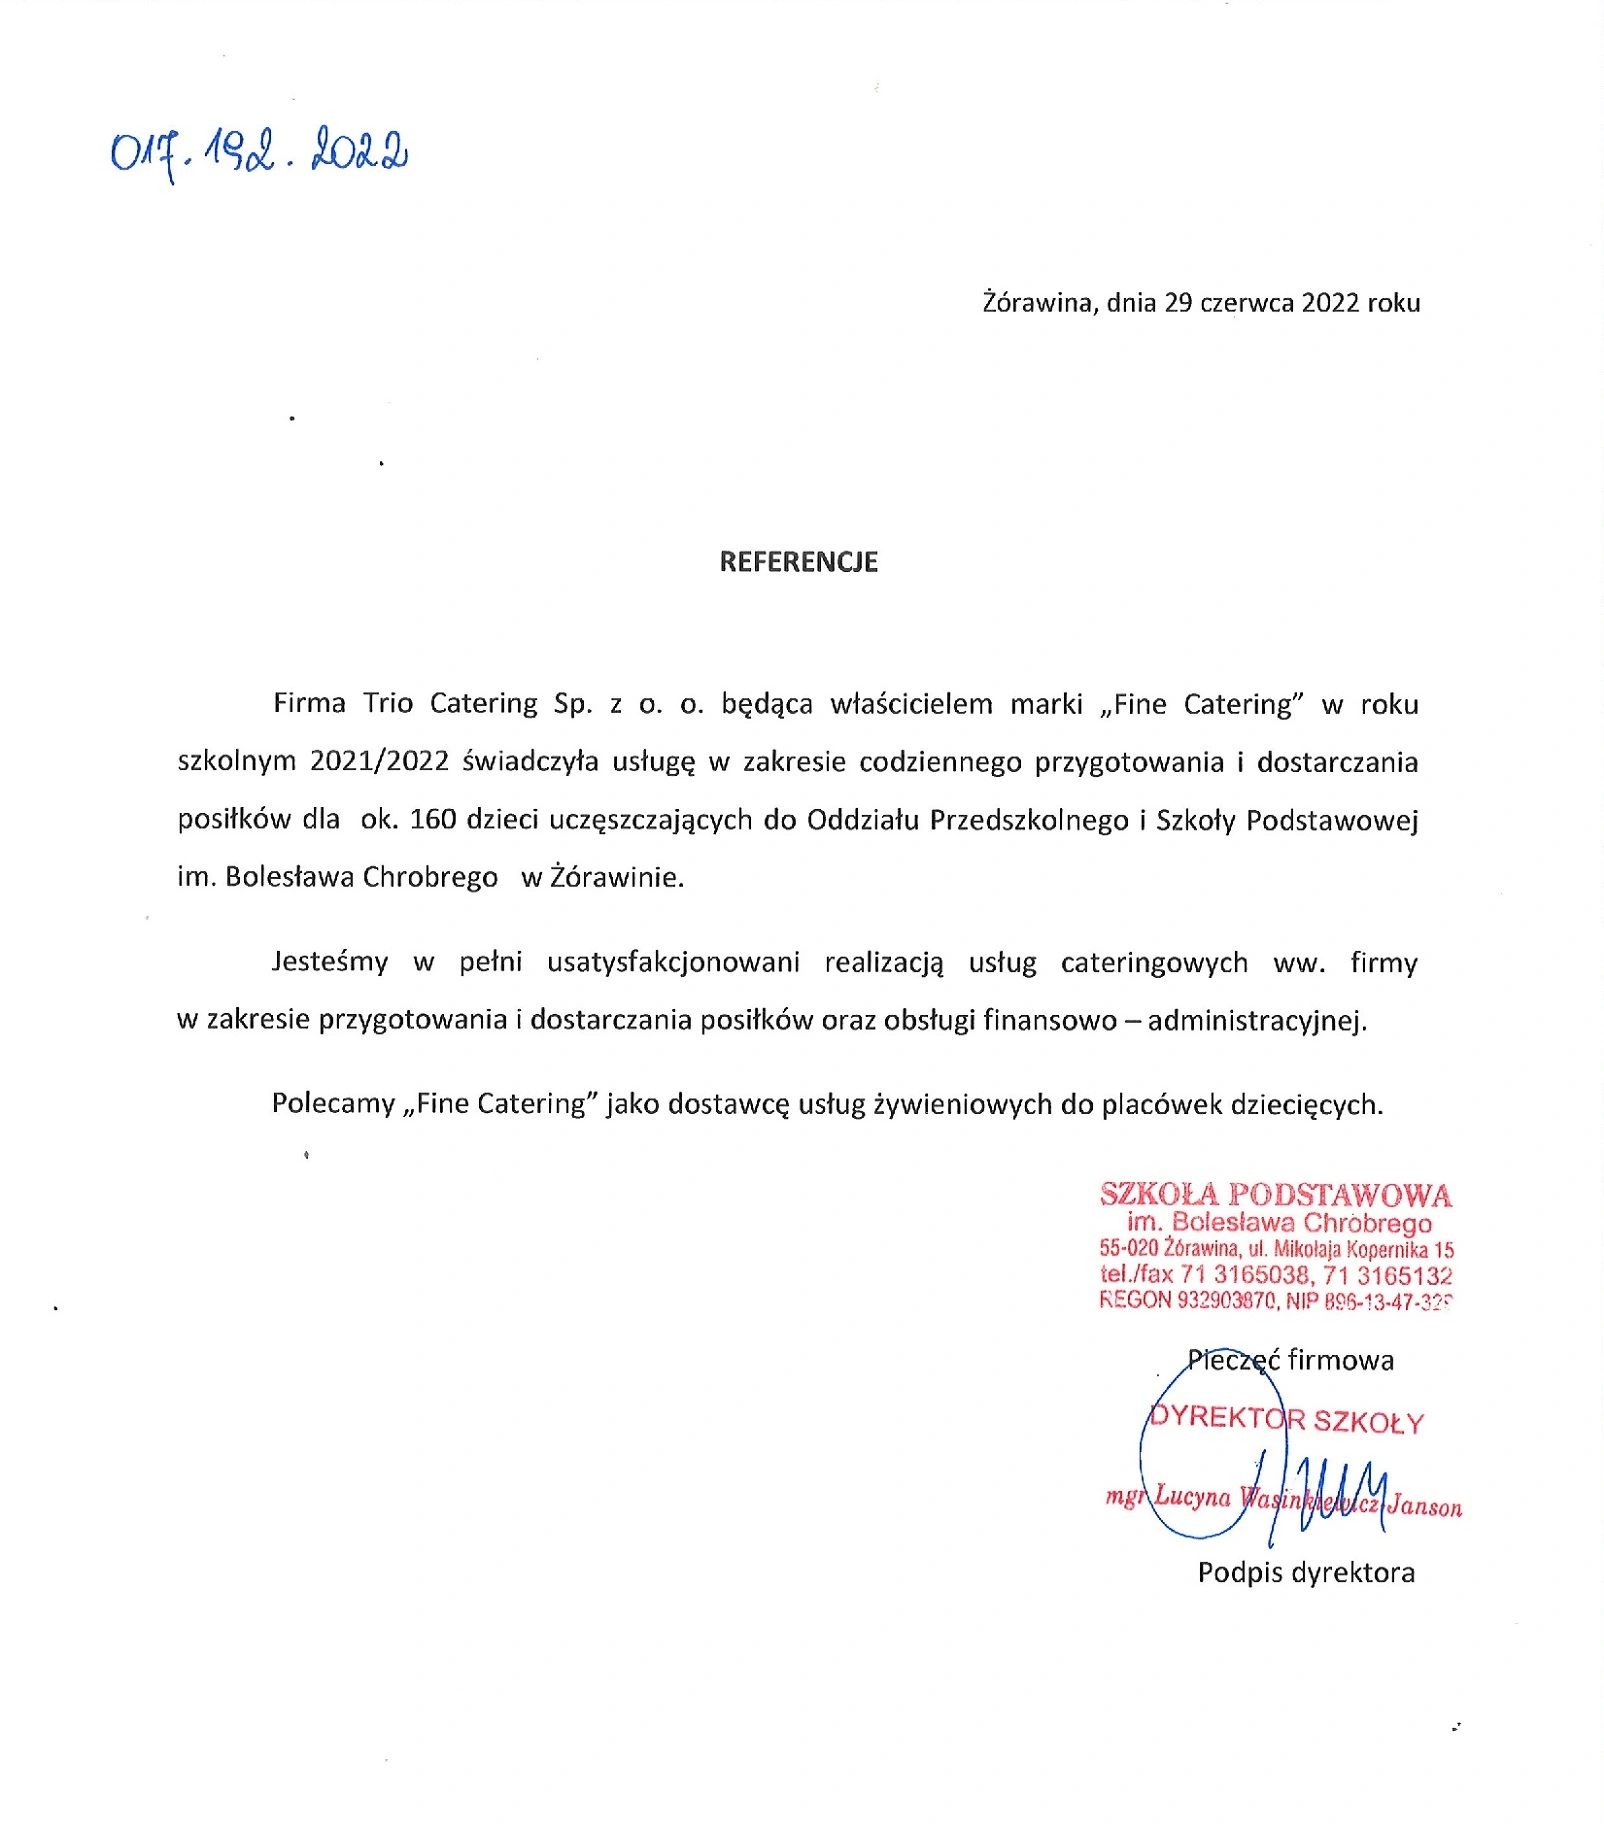 017.192.2022
Żórawina, dnia 29 czerwca 2022 roku
REFERENCJE
Firma Trio Catering Sp. z o. o. będąca właścicielem marki „Fine Catering” w roku
szkolnym 2021/2022 świadczyła usługę w zakresie codziennego przygotowania i dostarczania
posiłków dla ok. 160 dzieci uczęszczających do Oddziału Przedszkolnego i Szkoły Podstawowej
im. Bolesława Chrobrego w Żórawinie.
Jesteśmy w pełni usatysfakcjonowani realizacją usług cateringowych ww. firmy
w zakresie przygotowania i dostarczania posiłków oraz obsługi finansowo – administracyjnej.
Polecamy „Fine Catering” jako dostawcę usług żywieniowych do placówek dziecięcych.
SZKOŁA PODSTAWOWA
im. Bolesława Chrobrego
55-020 Żórawina, ul. Mikołaja Kopernika 15
tel./fax 71 3165038, 71 3165132
REGON 932903870, NIP
Pieczęć firmowa
DYREKTOR SZKOŁY
mgr Lucyna Wasinkiewicz-Janson
Podpis dyrektora